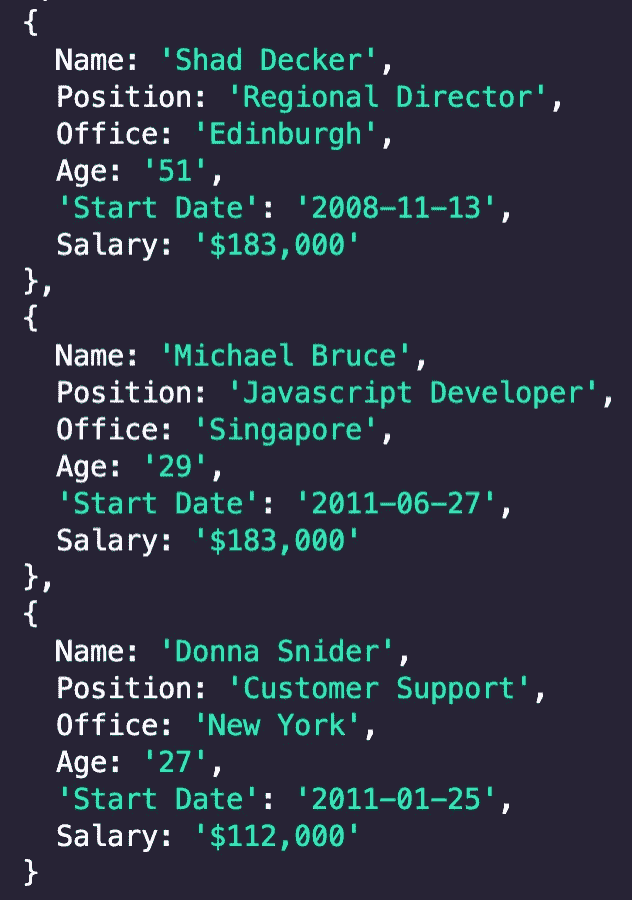 {
  Name: 'Shad Decker',
  Position: 'Regional Director',
  Office: 'Edinburgh',
  Age: '51',
  'Start Date': '2008-11-13',
  Salary: '$183,000'
},
{
  Name: 'Michael Bruce',
  Position: 'Javascript Developer',
  Office: 'Singapore',
  Age: '29',
  'Start Date': '2011-06-27',
  Salary: '$183,000'
},
{
  Name: 'Donna Snider',
  Position: 'Customer Support',
  Office: 'New York',
  Age: '27',
  'Start Date': '2011-01-25',
  Salary: '$112,000'
}